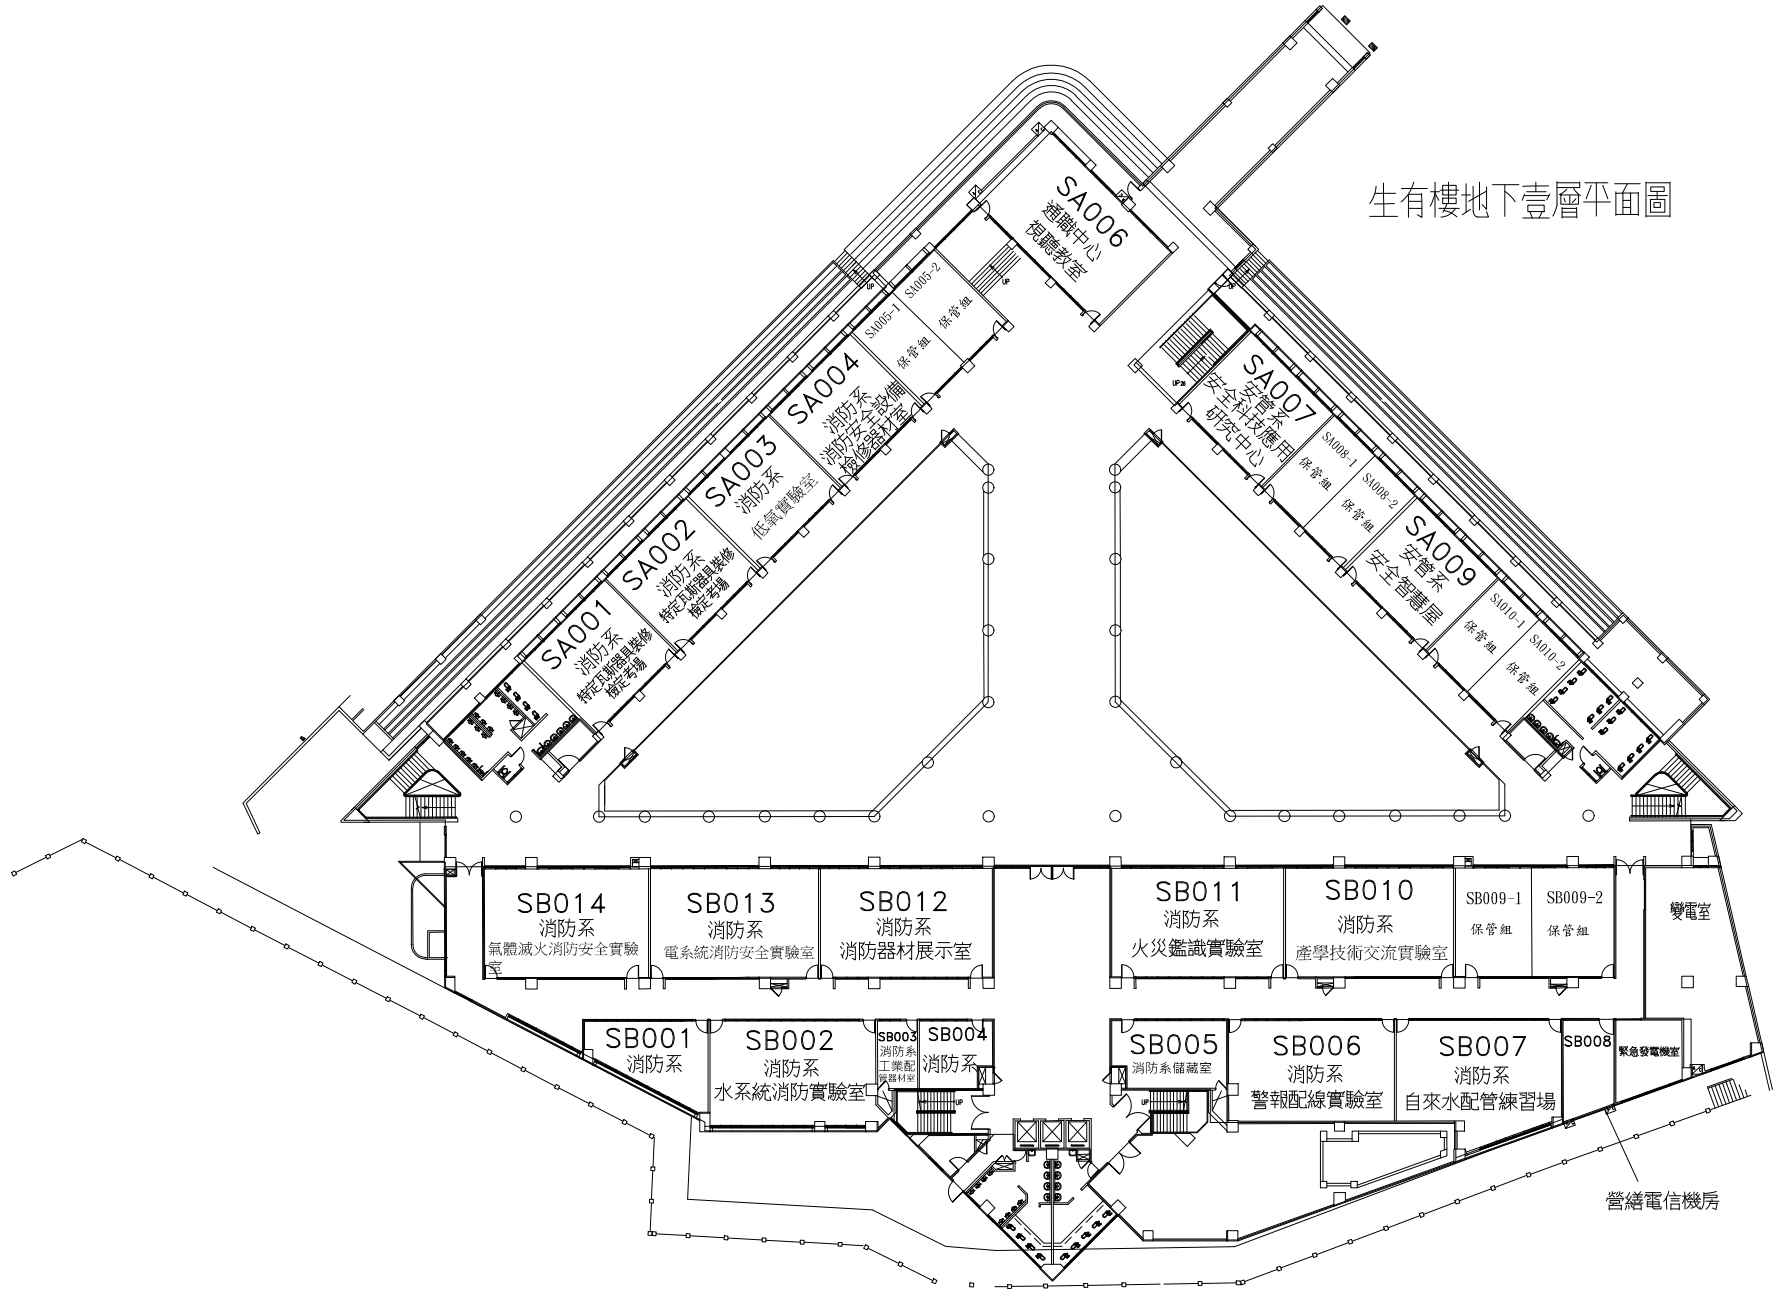 生有樓地下壹層平面圖
SA006
通識中心
視聽教室
UP
UP
UP
SA005-2
保管組
SA005-1
保管組
SA004
消防系
消防安全設備
檢修器材室
SA003
消防系
低氧實驗室
SA002
消防系
特定瓦斯器具裝修
檢定考場
SA001
消防系
特定瓦斯器具裝修
檢定考場
UP26
SA007
安管系
安全科技應用
研究中心
SA008-1
保管組
SA008-2
保管組
SA009
安管系
安全智慧屋
SA010-1
保管組
SA010-2
保管組
SB014
消防系
氣體滅火消防安全實驗
室
SB013
消防系
電系統消防安全實驗室
SB012
消防系
消防器材展示室
SB011
消防系
火災鑑識實驗室
SB010
消防系
產學技術交流實驗室
SB009-1
保管組
SB009-2
保管組
變電室
SB001
消防系
SB002
消防系
水系統消防實驗室
SB003
消防系
工業配
管器材室
SB004
消防系
UP
SB005
消防系儲藏室
UP
SB006
消防系
警報配線實驗室
SB007
消防系
自來水配管練習場
SB008
緊急發電機室
營繕電信機房